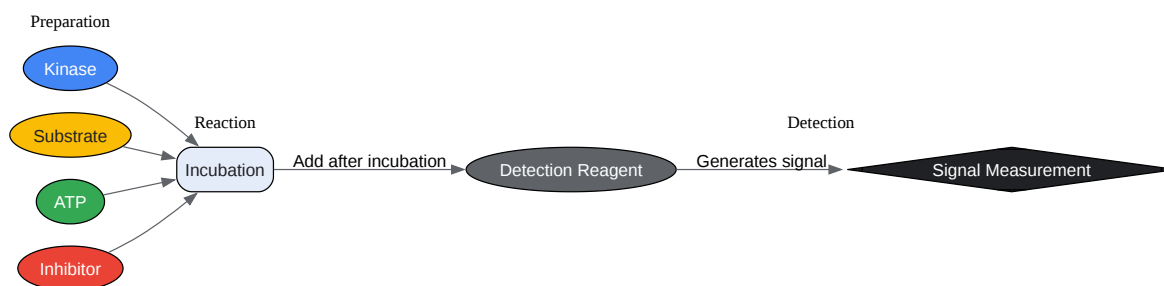 Preparation
Kinase
Substrate
ATP
Inhibitor
Reaction
Incubation
Add after incubation
Detection Reagent
Generates signal
Detection
Signal Measurement